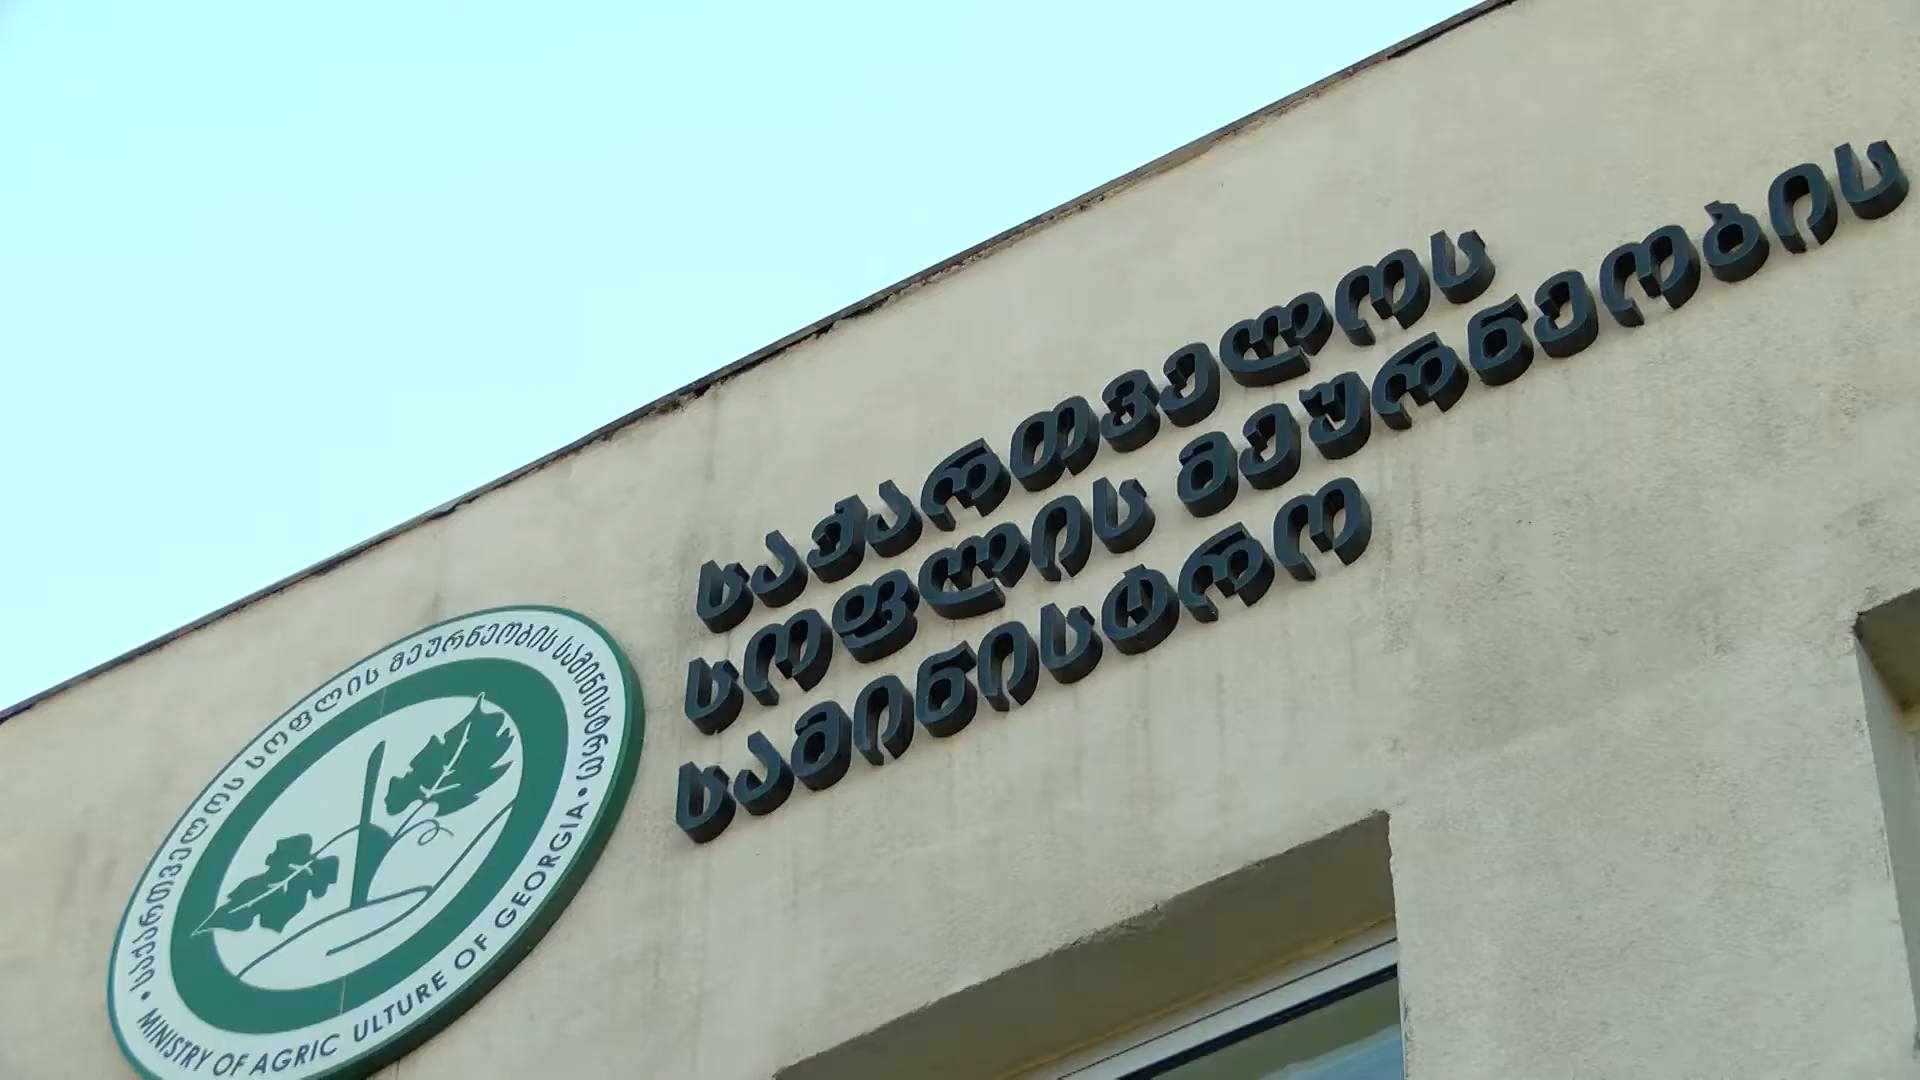 საქართველოს
სოფლის მეურნეობის
სამინისტრო
• საქართველოს სოფლის მეურნეობის სამინისტრო •
MINISTRY OF AGRIC ULTURE OF GEORGIA